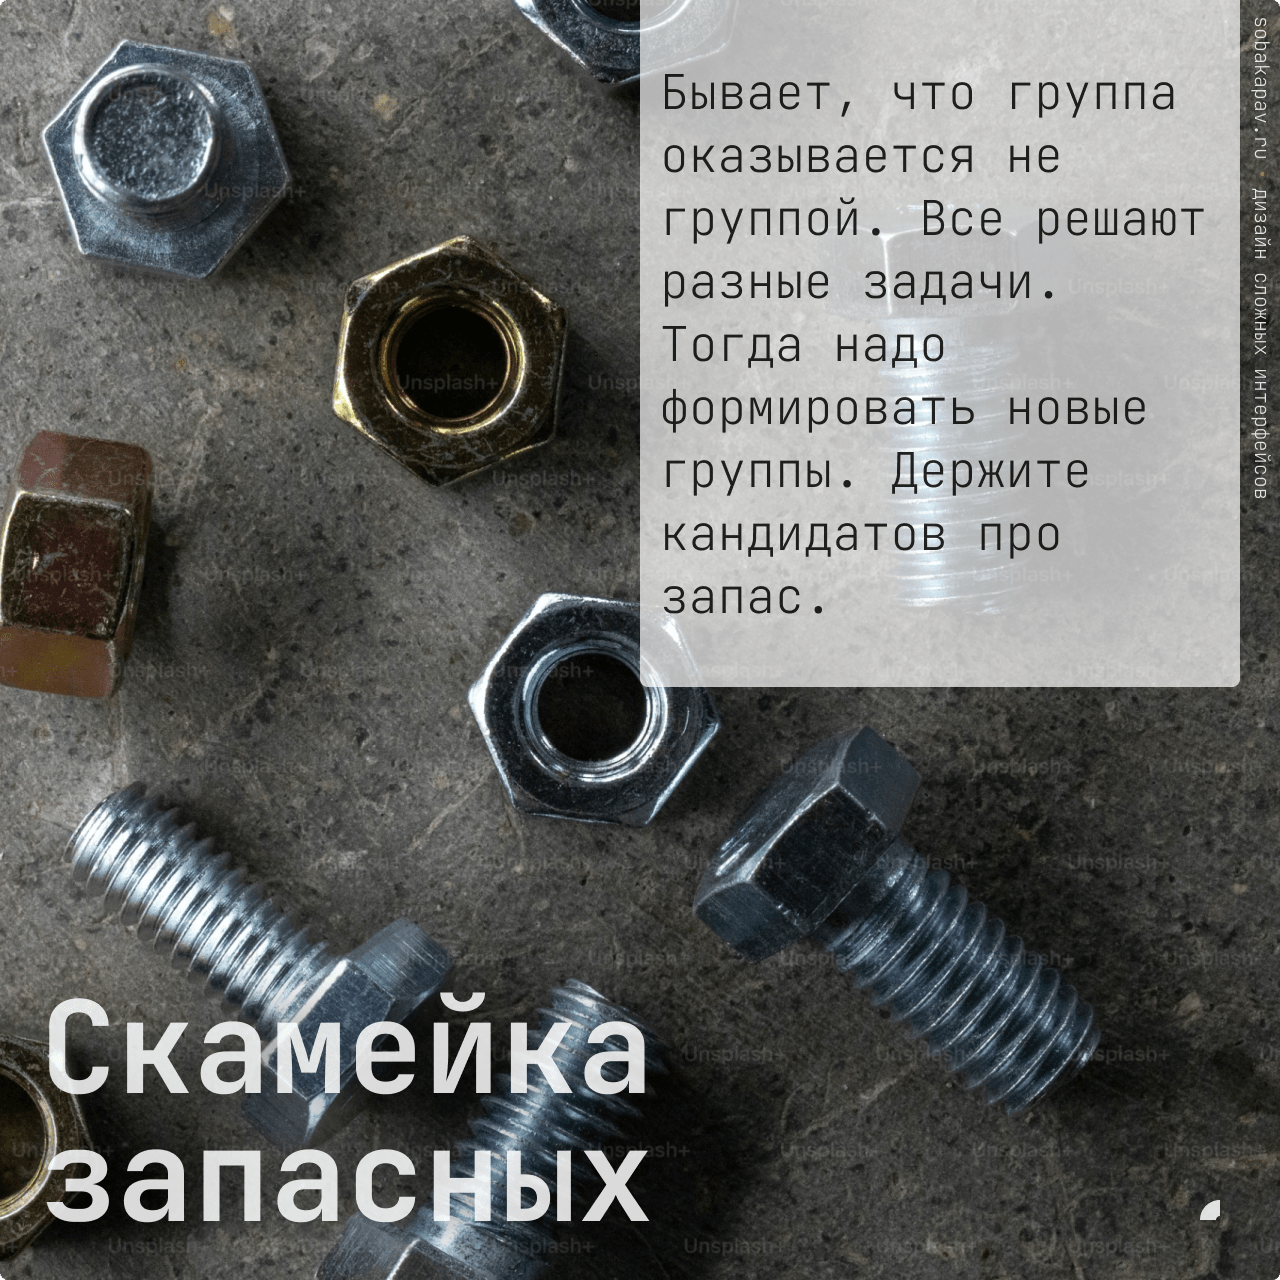 Бывает, что группа
оказывается не
группой. Все решают
разные задачи.
Тогда надо
формировать новые
группы. Держите
кандидатов про
запас.
sobakapav.ru дизайн сложных интерфейсов
Скамейка
запасных
Unsplash+